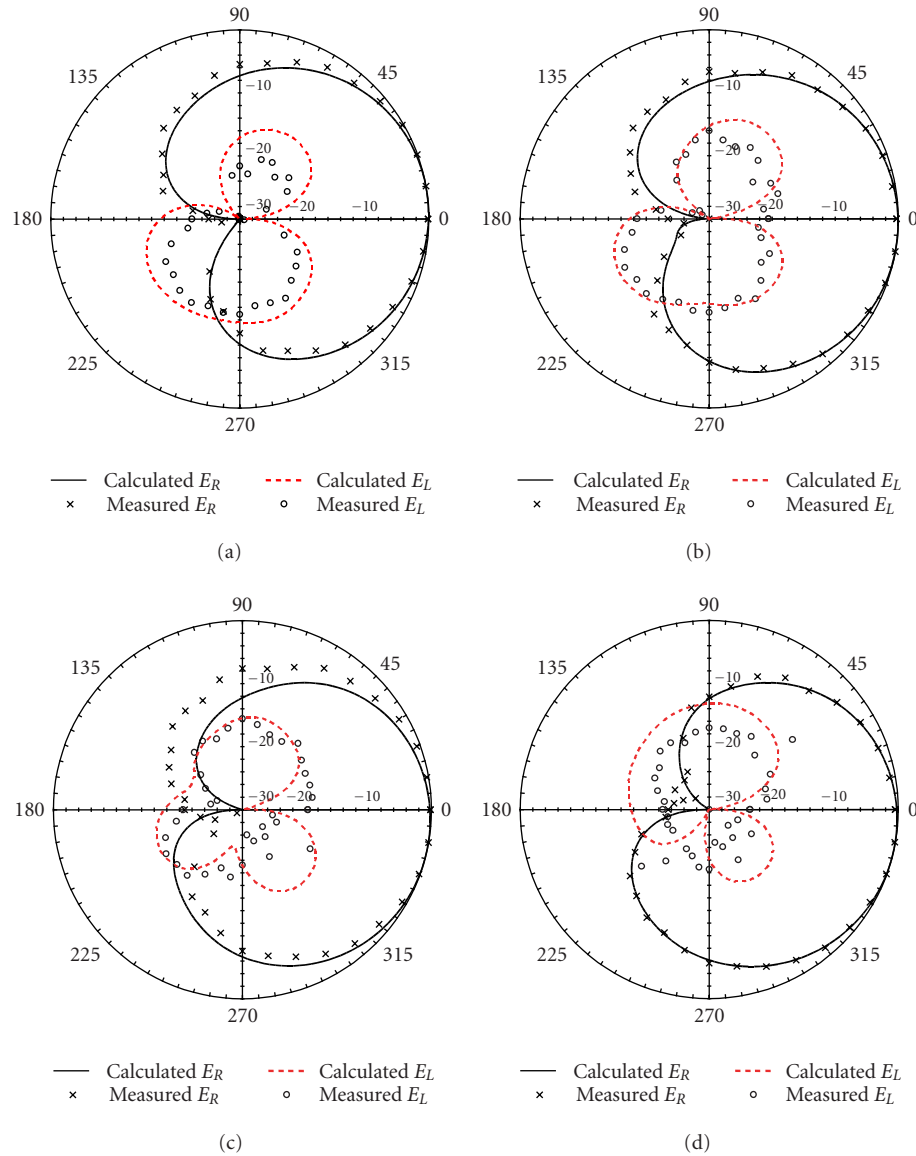 90
135
45
−10
−20
−30
−20
−10
180
0
225
315
270
Calculated E_R
Calculated E_L
Measured E_R
Measured E_L
(a)
90
135
45
−10
−20
−30
−20
−10
180
0
225
315
270
Calculated E_R
Calculated E_L
Measured E_R
Measured E_L
(b)
90
135
45
−10
−20
−30
−20
−10
180
0
225
315
270
Calculated E_R
Calculated E_L
Measured E_R
Measured E_L
(c)
90
135
45
−10
−20
−30
−20
−10
180
0
225
315
270
Calculated E_R
Calculated E_L
Measured E_R
Measured E_L
(d)